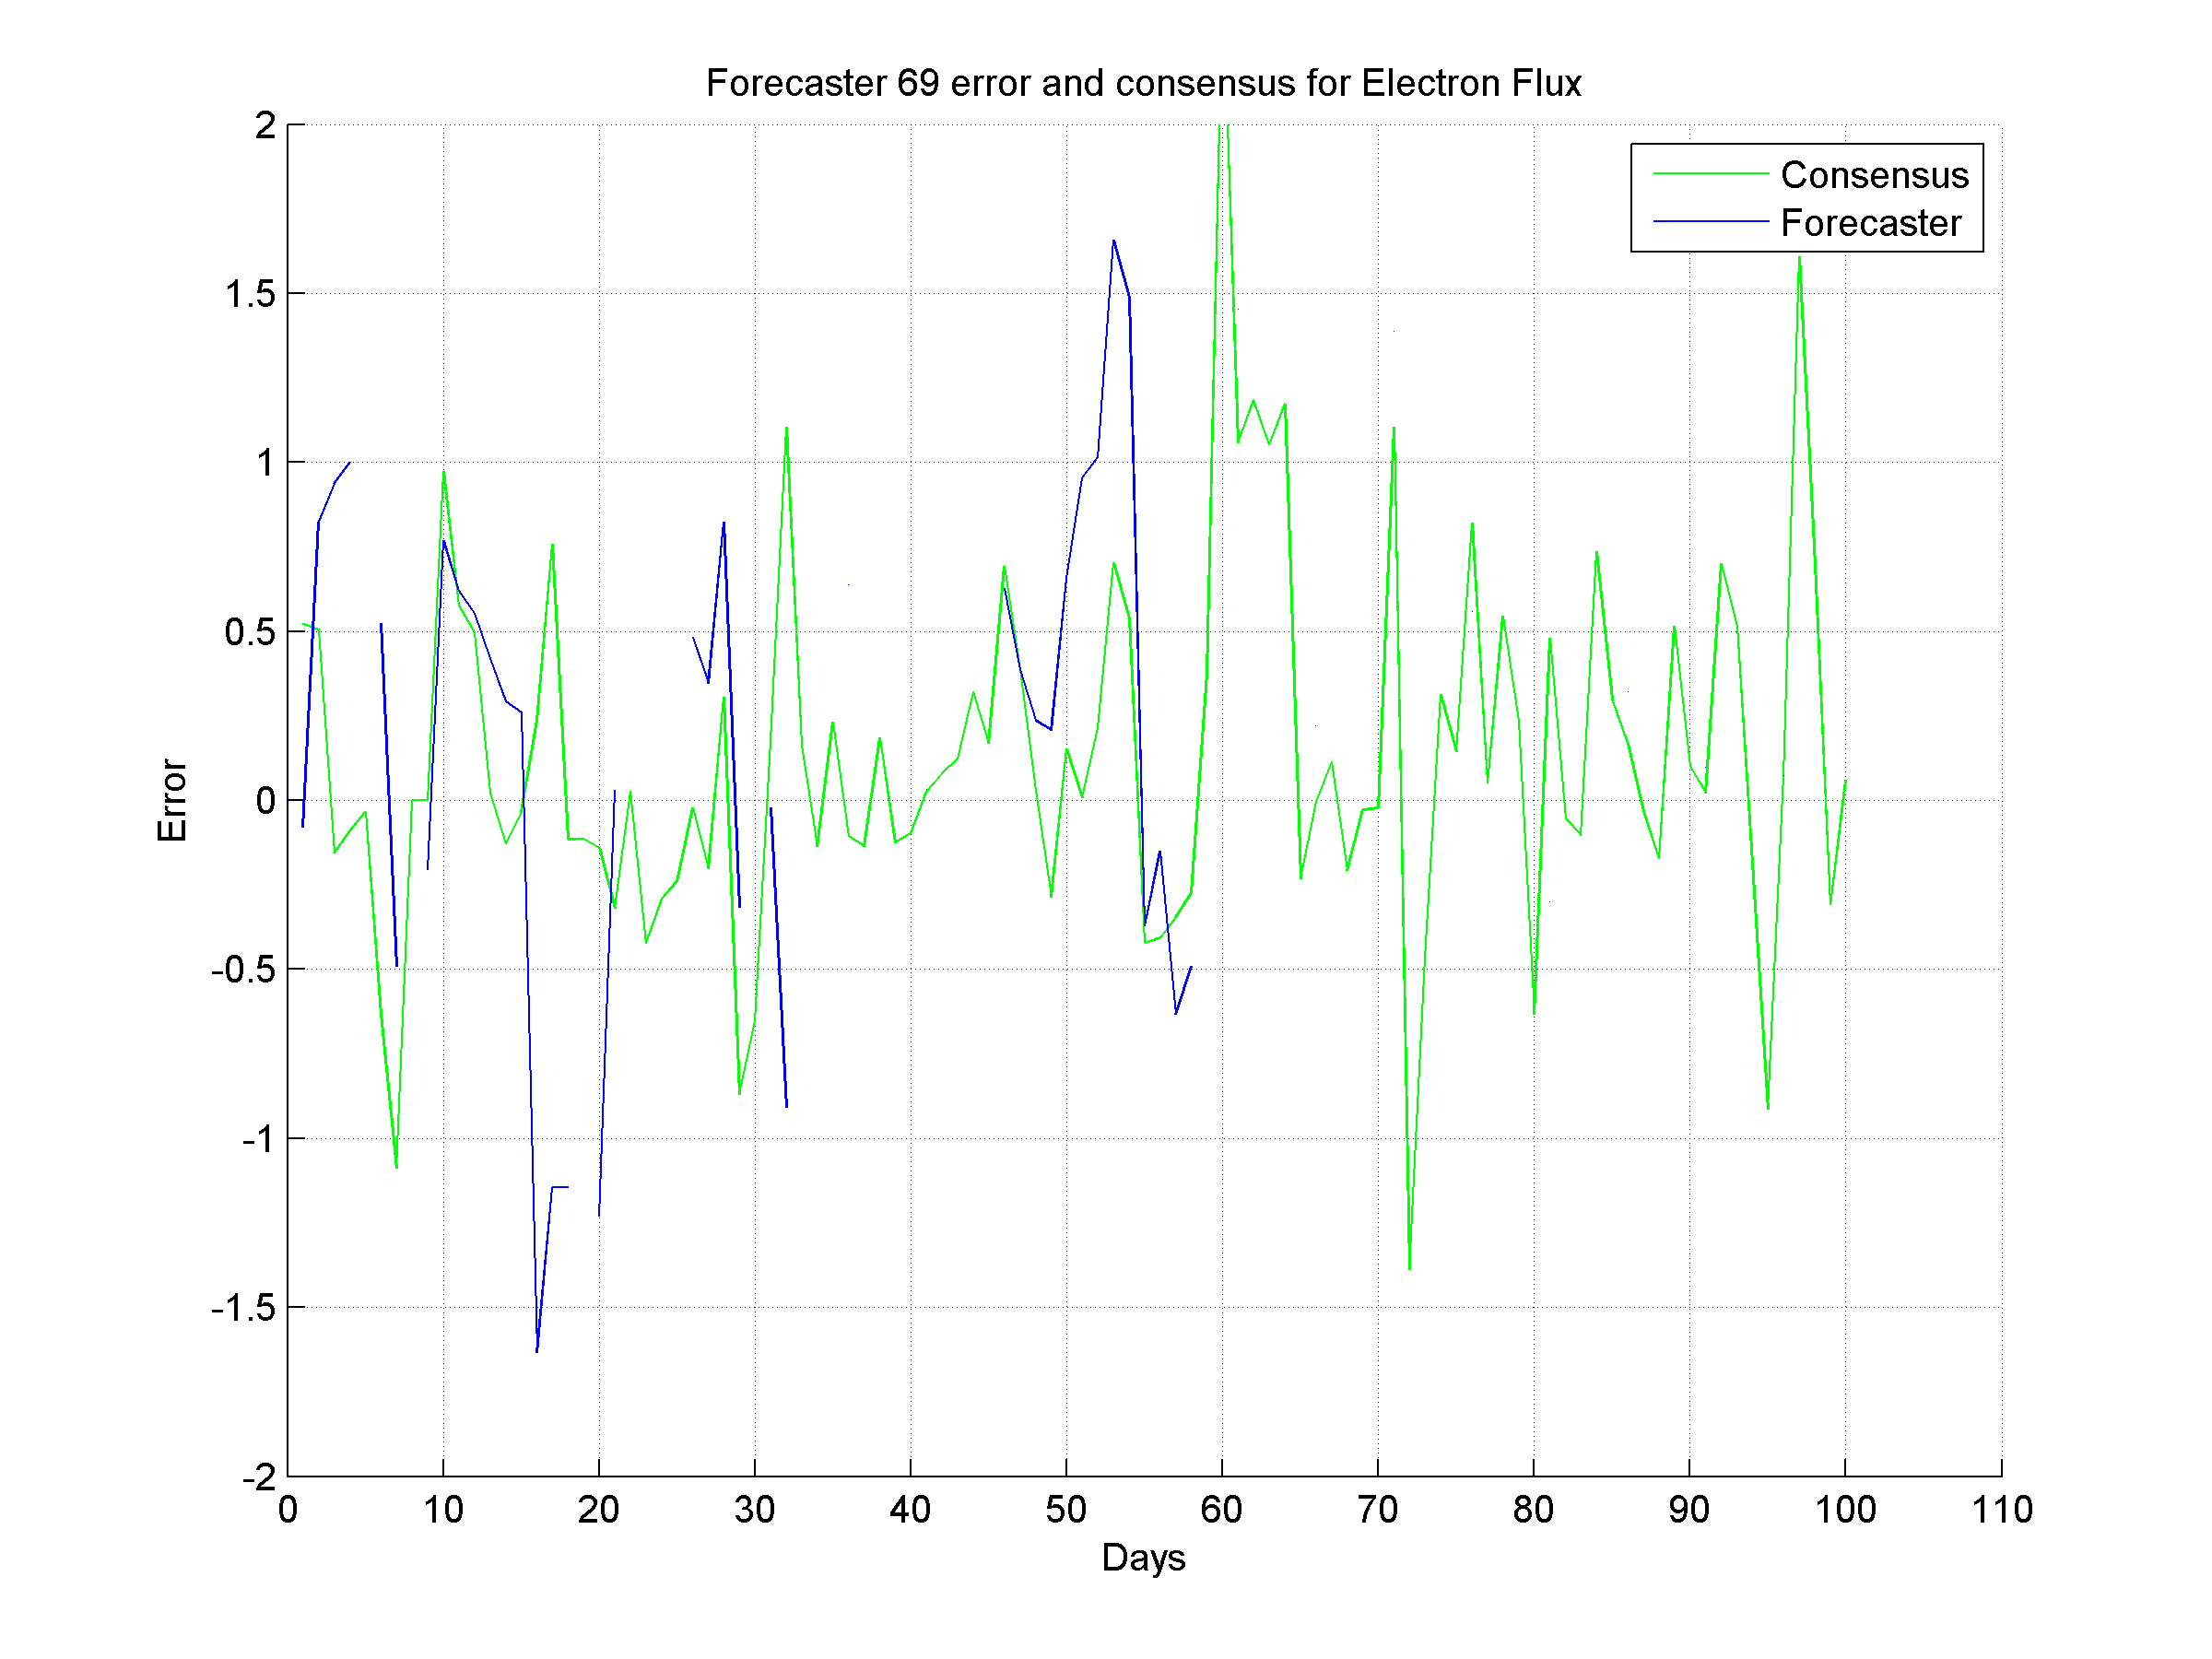 Forecaster 69 error and consensus for Electron Flux
2
1.5
1
0.5
0
-0.5
-1
-1.5
-2
Error
Consensus
Forecaster
0 10 20 30 40 50 60 70 80 90 100 110
Days